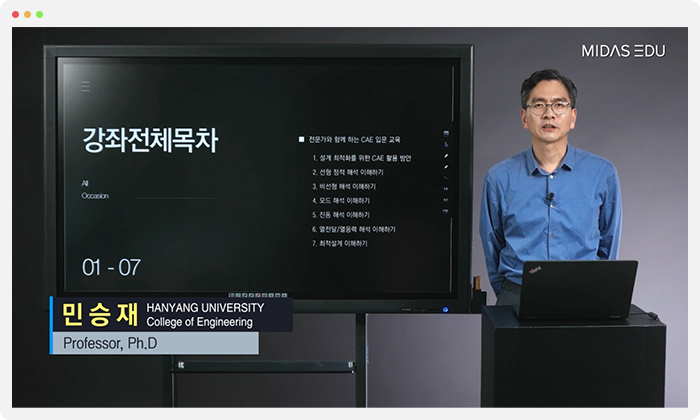 MIDAS EDU
강좌전체목차
All
Occasion
01 - 07
■ 전문가와 함께 하는 CAE 입문 교육
1. 설계 최적화를 위한 CAE 활용 방안
2. 선형 정적 해석 이해하기
3. 비선형 해석 이해하기
4. 모드 해석 이해하기
5. 진동 해석 이해하기
6. 열전달/열응력 해석 이해하기
7. 최적설계 이해하기
민승재 HANYANG UNIVERSITY
College of Engineering
Professor, Ph.D
ThinkPad